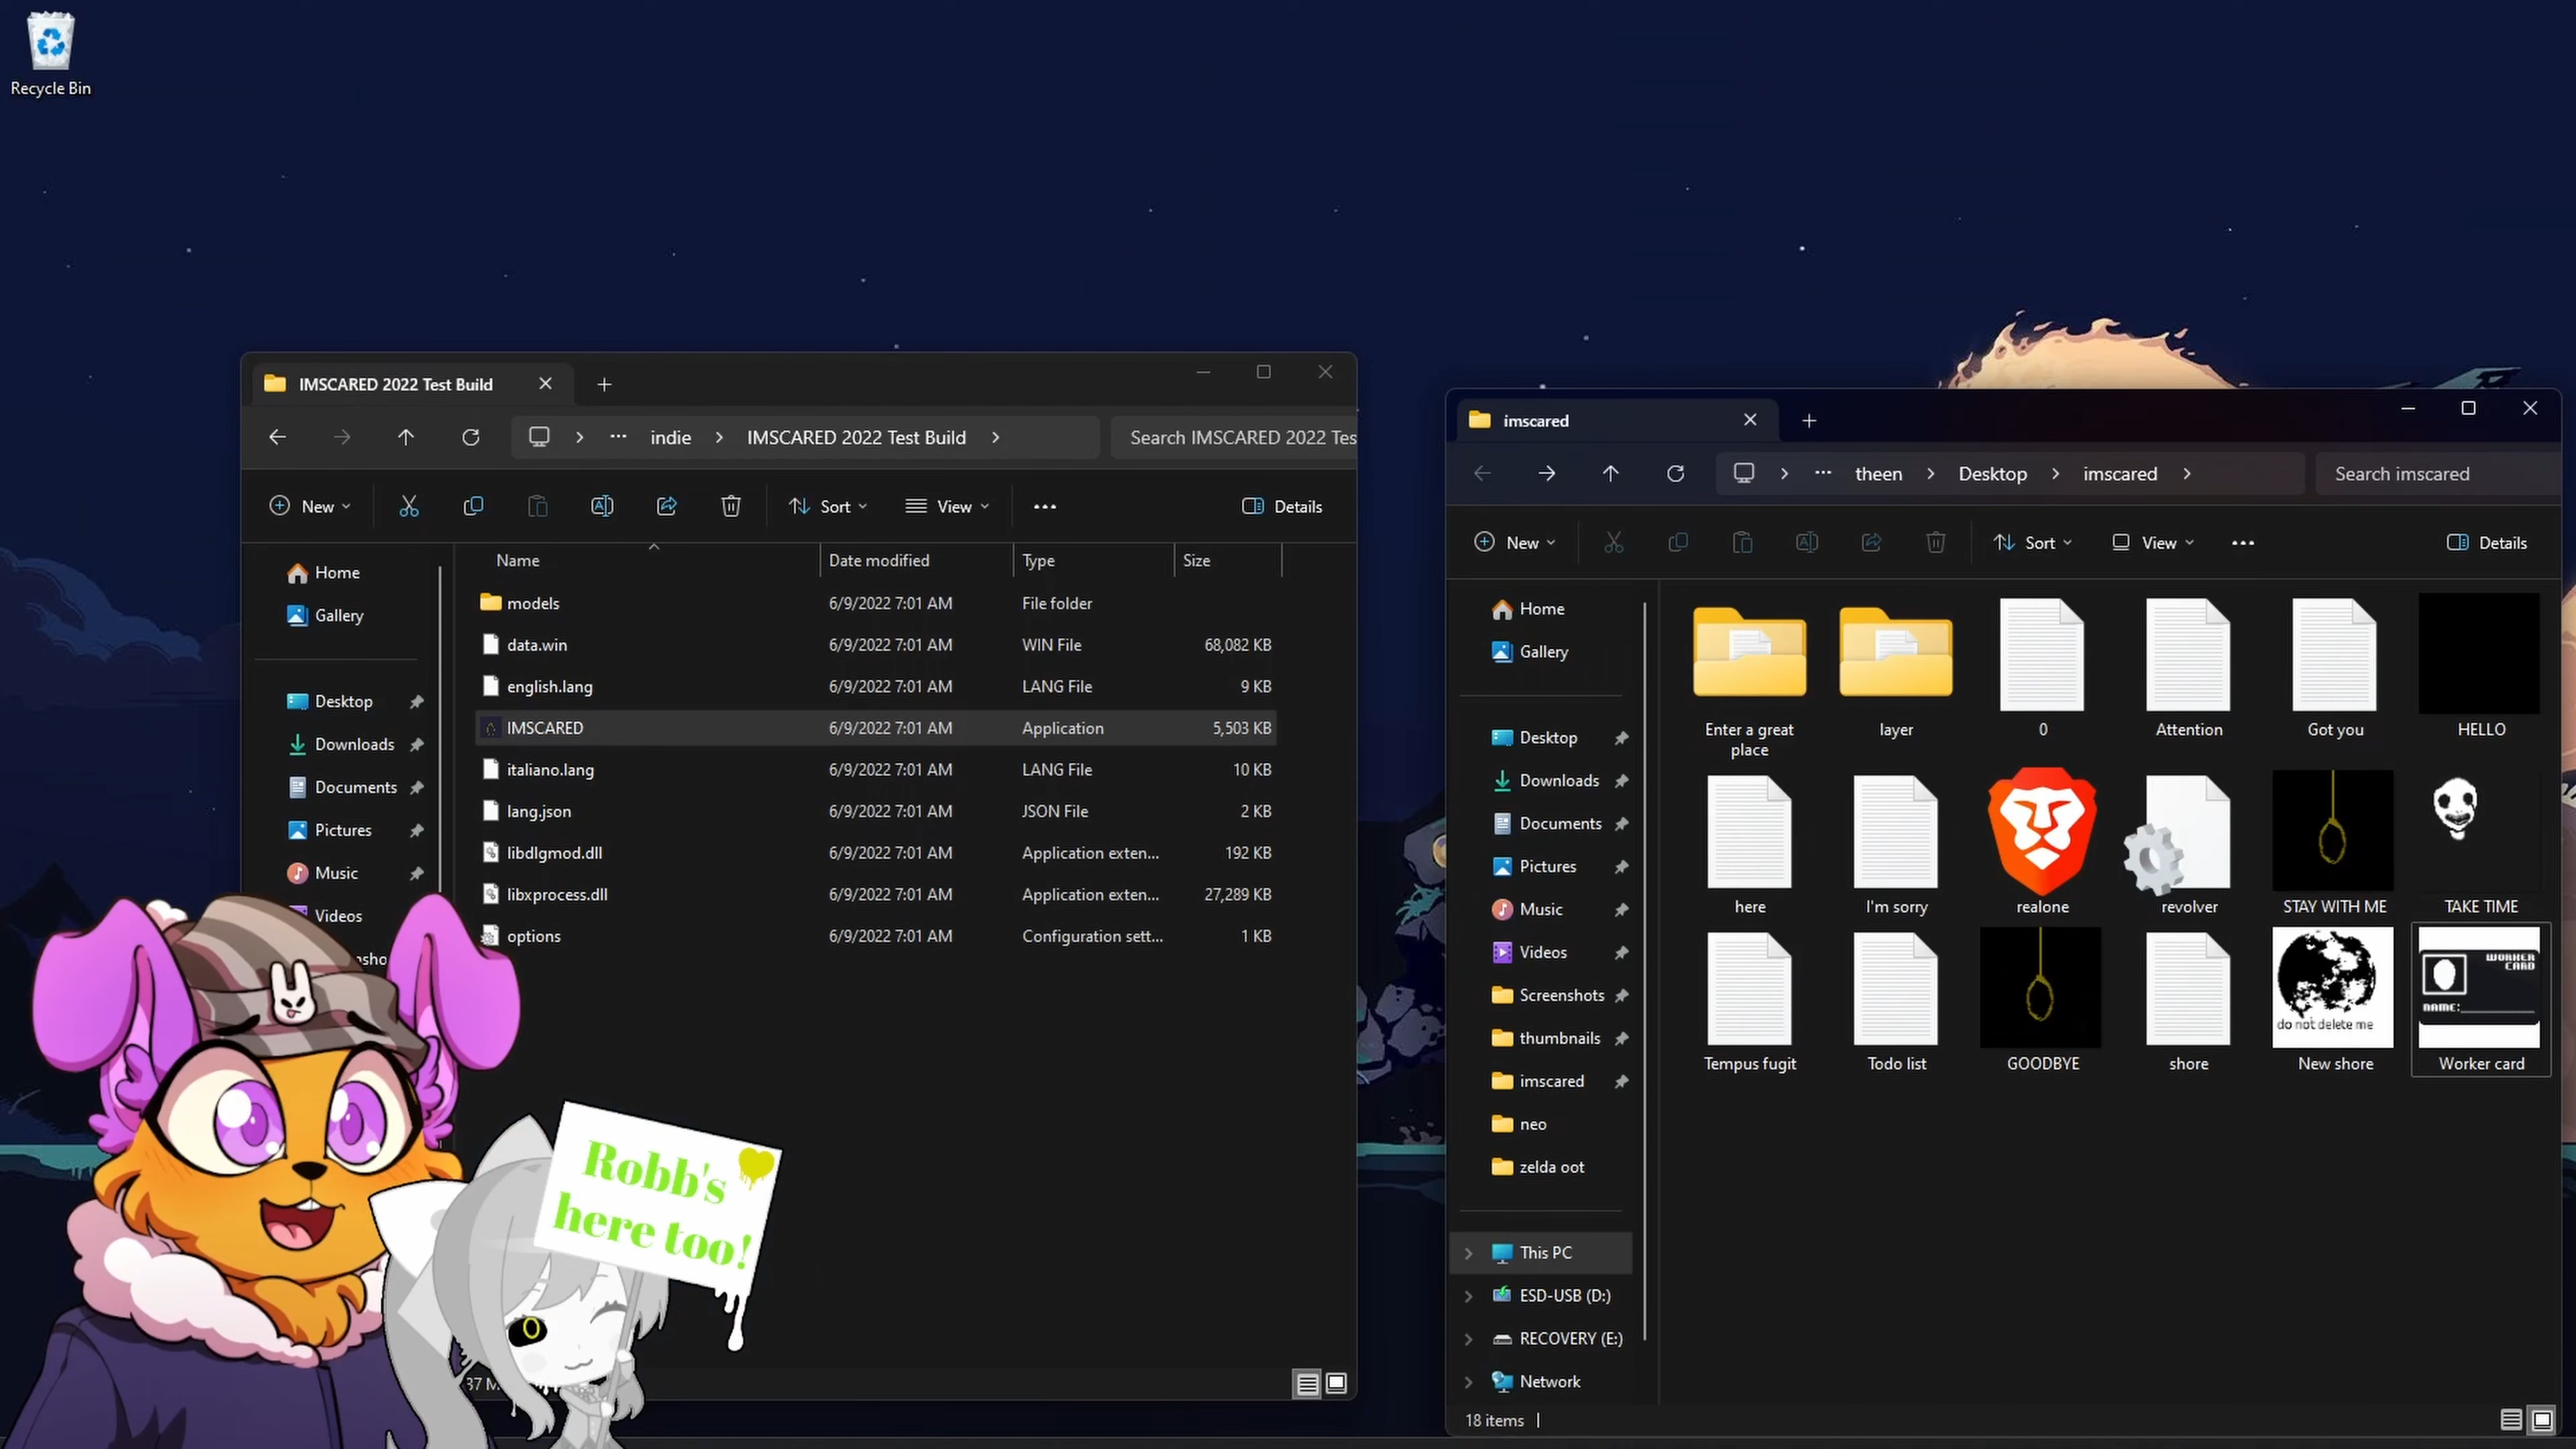 Recycle Bin
IMSCARED 2022 Test Build
indie
IMSCARED 2022 Test Build
Search IMSCARED 2022 Tes
New
Sort
View
Details
Home
Gallery
Desktop
Downloads
Documents
Pictures
Music
Videos
Name
Date modified
Type
Size
models 6/9/2022 7:01 AM File folder
data.win 6/9/2022 7:01 AM WIN File 68,082 KB
english.lang 6/9/2022 7:01 AM LANG File 9 KB
IMSCARED 6/9/2022 7:01 AM Application 5,503 KB
italiano.lang 6/9/2022 7:01 AM LANG File 10 KB
lang.json 6/9/2022 7:01 AM JSON File 2 KB
libdlgmod.dll 6/9/2022 7:01 AM Application exten... 192 KB
libxprocess.dll 6/9/2022 7:01 AM Application exten... 27,289 KB
options 6/9/2022 7:01 AM Configuration sett... 1 KB
Robb's
here too!
imscared
theen
Desktop
imscared
Search imscared
New
Sort
View
Details
Home
Gallery
Desktop
Downloads
Documents
Pictures
Music
Videos
Screenshots
thumbnails
imscared
neo
zelda oot
This PC
ESD-USB (D:)
RECOVERY (E:)
Network
Enter a great
place
layer
0
Attention
Got you
HELLO
here
I'm sorry
realone
revolver
STAY WITH ME
TAKE TIME
Tempus fugit
Todo list
GOODBYE
shore
do not delete me
New shore
WORKER
CARD
NAME:
Worker card
18 items